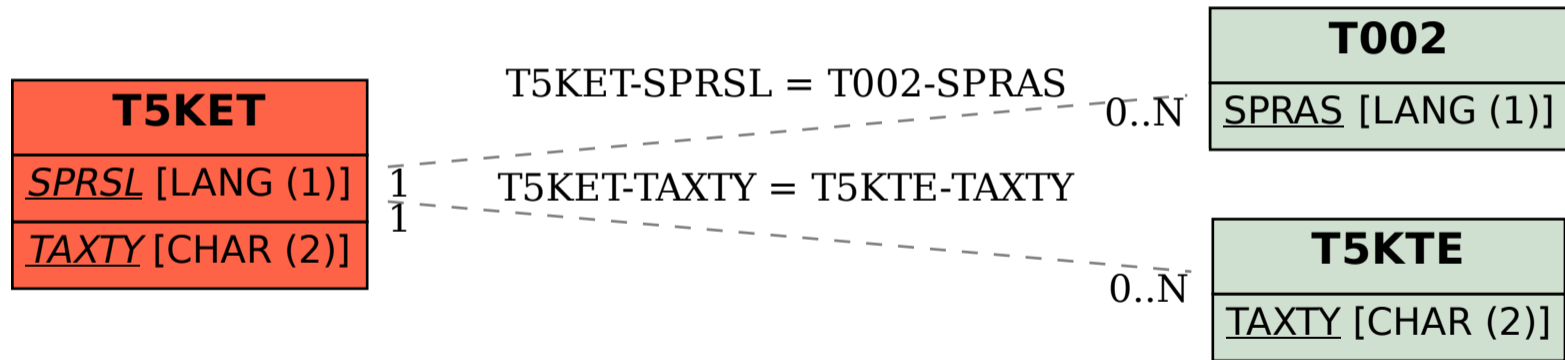 T5KET
SPRSL [LANG (1)]
TAXTY [CHAR (2)]
T5KET-SPRSL = T002-SPRAS
1
0..N
T5KET-TAXTY = T5KTE-TAXTY
1
0..N
T002
SPRAS [LANG (1)]
T5KTE
TAXTY [CHAR (2)]